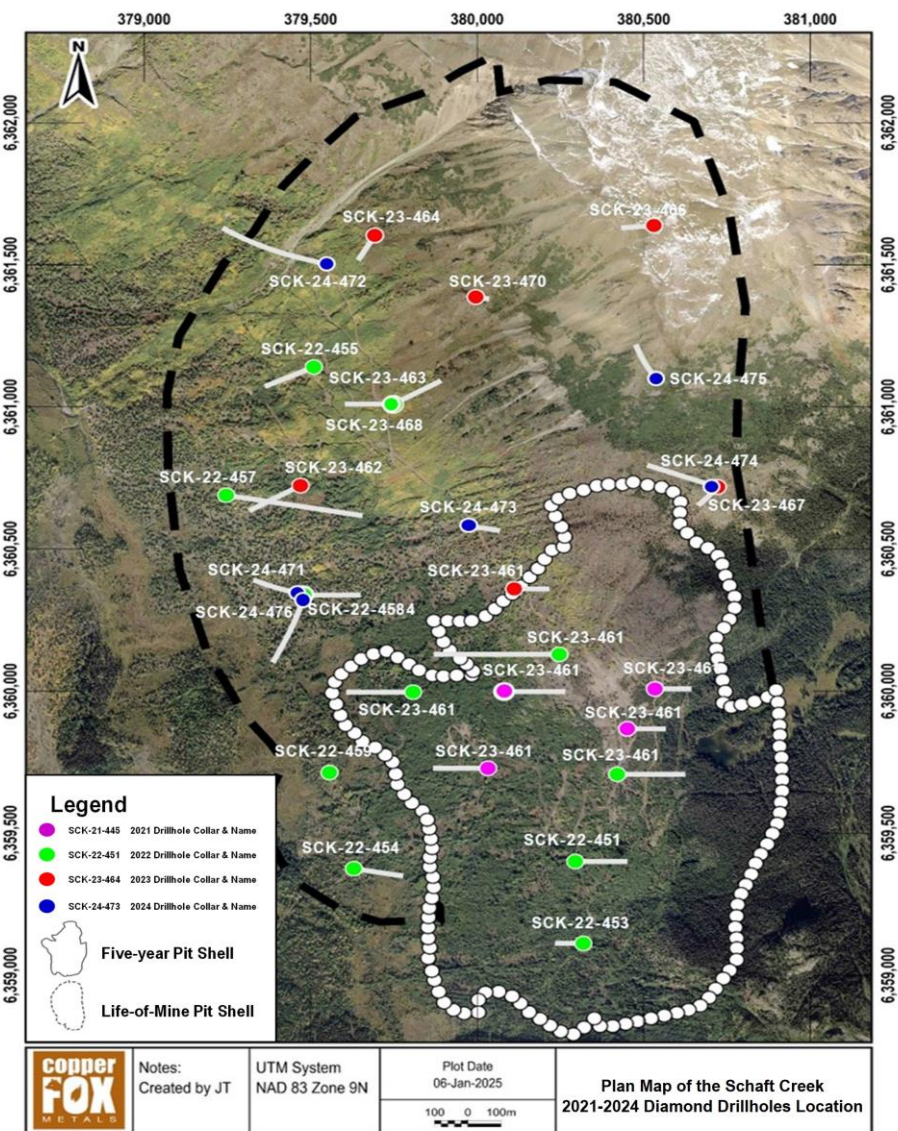 379,000 379,500 380,000 380,500 381,000
N
6,362,000
6,362,000
SCK-23-464
SCK-23-466
6,361,500
6,361,500
SCK-24-472
SCK-23-470
SCK-22-455
SCK-23-463
SCK-24-475
6,361,000
6,361,000
SCK-23-468
SCK-24-474
SCK-22-457
SCK-23-462
SCK-23-467
SCK-24-473
6,360,500
6,360,500
SCK-24-471
SCK-23-461
SCK-24-476
SCK-22-4584
SCK-23-461
SCK-23-461
SCK-23-461
6,360,000
6,360,000
SCK-23-461
SCK-23-461
SCK-22-459
SCK-23-461
SCK-23-461
6,359,500
6,359,500
SCK-22-454
SCK-22-451
SCK-22-453
6,359,000
6,359,000
Legend
SCK-21-445 2021 Drillhole Collar & Name
SCK-22-451 2022 Drillhole Collar & Name
SCK-23-464 2023 Drillhole Collar & Name
SCK-24-473 2024 Drillhole Collar & Name
Five-year Pit Shell
Life-of-Mine Pit Shell
copper
FOX
METALS
Notes:
Created by JT
UTM System
NAD 83 Zone 9N
Plot Date
06-Jan-2025
100 0 100m
Plan Map of the Schaft Creek
2021-2024 Diamond Drillholes Location